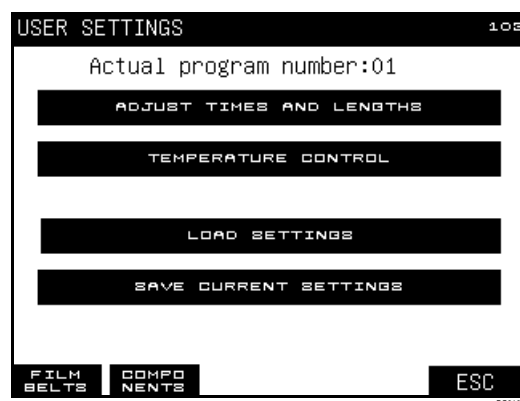 USER SETTINGS 103
Actual program number:01
ADJUST TIMES AND LENGTHS
TEMPERATURE CONTROL
LOAD SETTINGS
SAVE CURRENT SETTINGS
FILM
BELTS
COMPO
NENTS
ESC